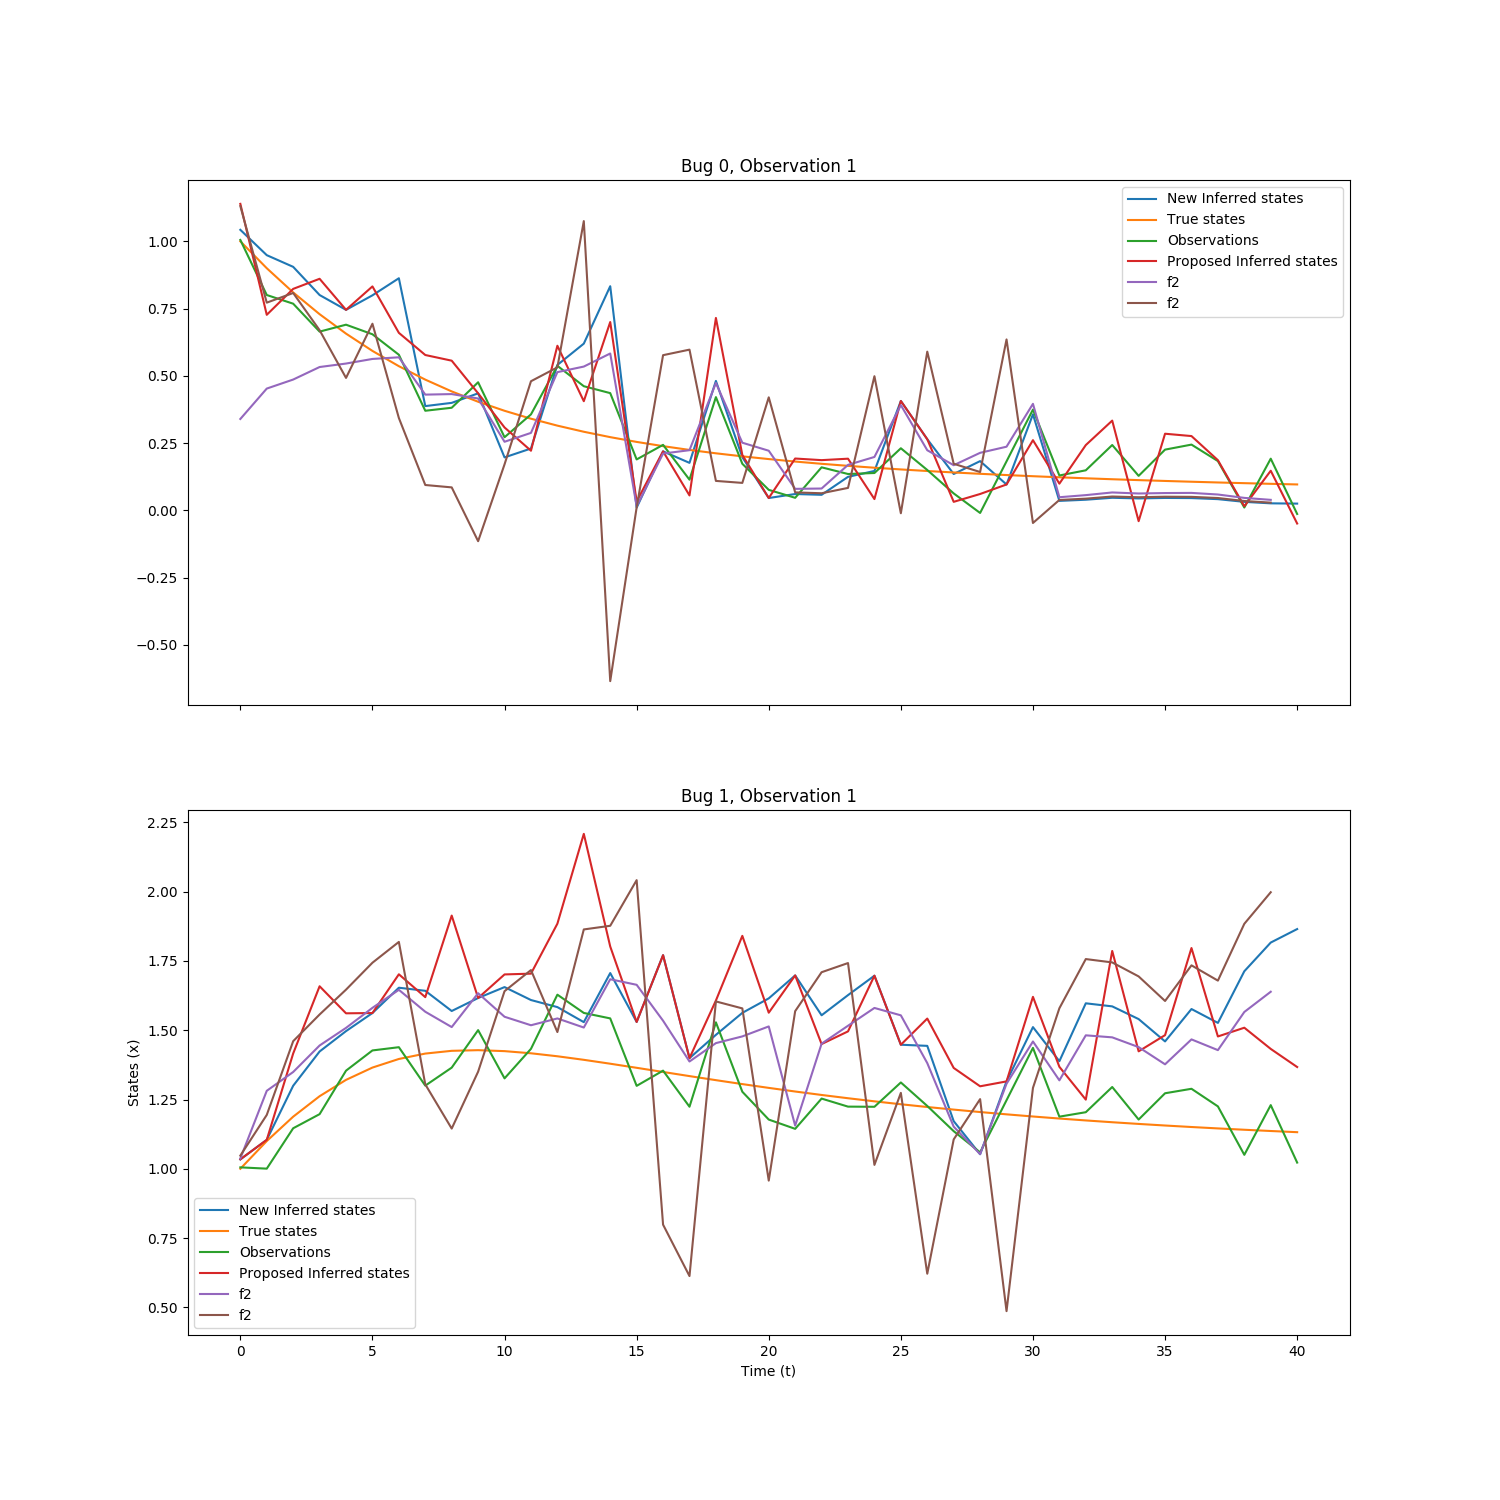 Bug 0, Observation 1
1.00
0.75
0.50
0.25
0.00
−0.25
−0.50
New Inferred states
True states
Observations
Proposed Inferred states
f2
f2
Bug 1, Observation 1
2.25
2.00
1.75
1.50
1.25
1.00
0.75
0.50
States (x)
New Inferred states
True states
Observations
Proposed Inferred states
f2
f2
0 5 10 15 20 25 30 35 40
Time (t)